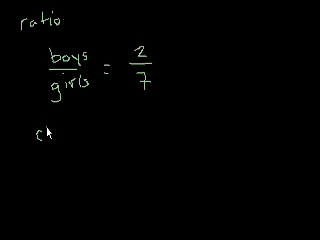 ratio
boys/girls = 2/7